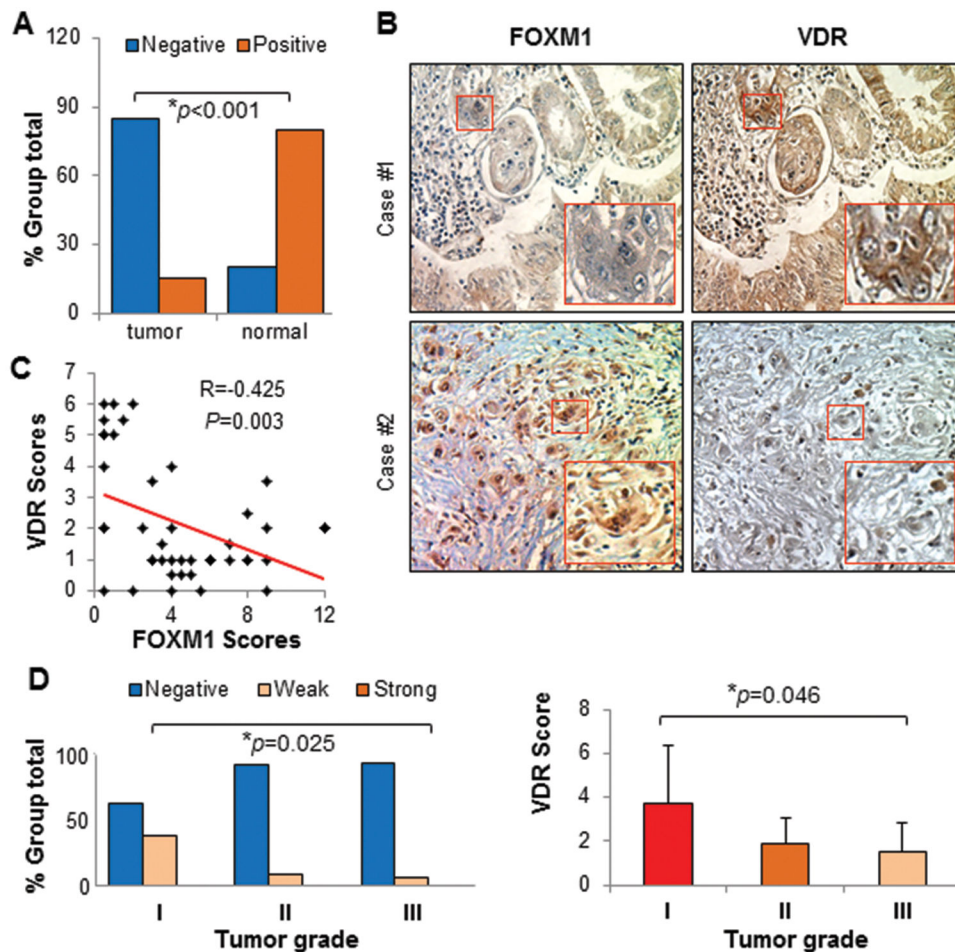 A
Negative Positive
120
90
60
30
0
% Group total
*p<0.001
tumor normal
B
FOXM1 VDR
Case #1
Case #2
C
R=-0.425
P=0.003
7
6
5
4
3
2
1
0
VDR Scores
0 4 8 12
FOXM1 Scores
D
Negative Weak Strong
*p=0.025
100
50
0
% Group total
I II III
Tumor grade
*p=0.046
8
6
4
2
0
VDR Score
I II III
Tumor grade